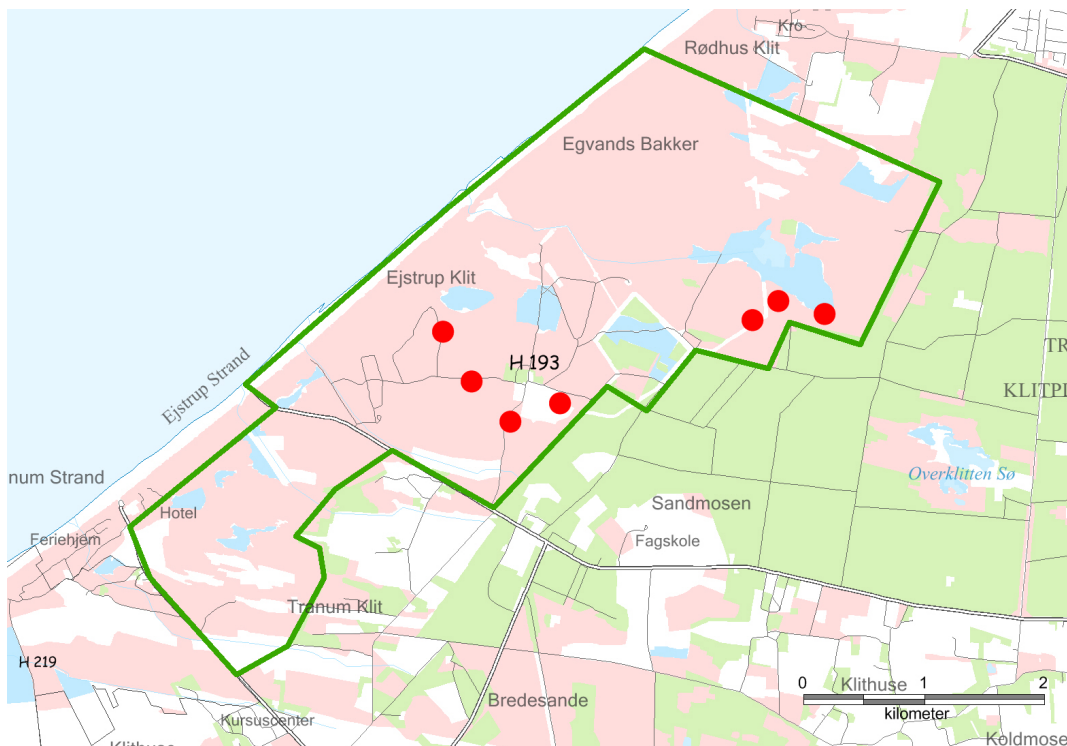 Kro
Rødhus Klit
Egvands Bakker
Ejstrup Klit
H 193
Ejstrup Strand
TR
KLITPL
num Strand
Overklitten Sø
Hotel
Sandmosen
Feriehjem
Fagskole
Tranum Klit
H 219
0
1
2
Klithuse
kilometer
Bredesande
Kursuscenter
Koldmose
Klithuse